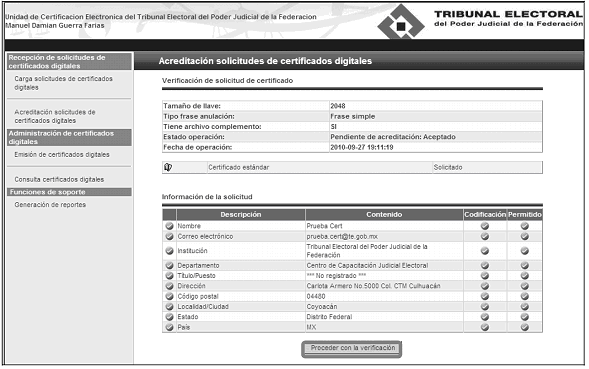 Unidad de Certificacion Electronica del Tribunal Electoral del Poder Judicial de la Federacion
Manuel Damian Guerra Farias
TRIBUNAL ELECTORAL
del Poder Judicial de la Federación
Recepción de solicitudes de
certificados digitales
Carga solicitudes de certificados
digitales
Acreditación solicitudes de
certificados digitales
Administración de certificados
digitales
Emisión de certificados digitales
Consulta certificados digitales
Funciones de soporte
Generación de reportes
Acreditación solicitudes de certificados digitales
Verificación de solicitud de certificado
Tamaño de llave: 2048
Tipo frase anulación: Frase simple
Tiene archivo complemento: SI
Estado operación: Pendiente de acreditación: Aceptado
Fecha de operación: 2010-09-27 19:11:19
Certificado estándar Solicitado
Información de la solicitud
Descripción Contenido Codificación Permitido
Nombre Prueba Cert
Correo electrónico prueba.cert@te.gob.mx
Institución Tribunal Electoral del Poder Judicial de la
Federación
Departamento Centro de Capacitación Judicial Electoral
Título/Puesto *** No registrado ***
Dirección Carlota Armero No.5000 Col. CTM Culhuacán
Código postal 04480
Localidad/Ciudad Coyoacán
Estado Distrito Federal
País MX
Proceder con la verificación